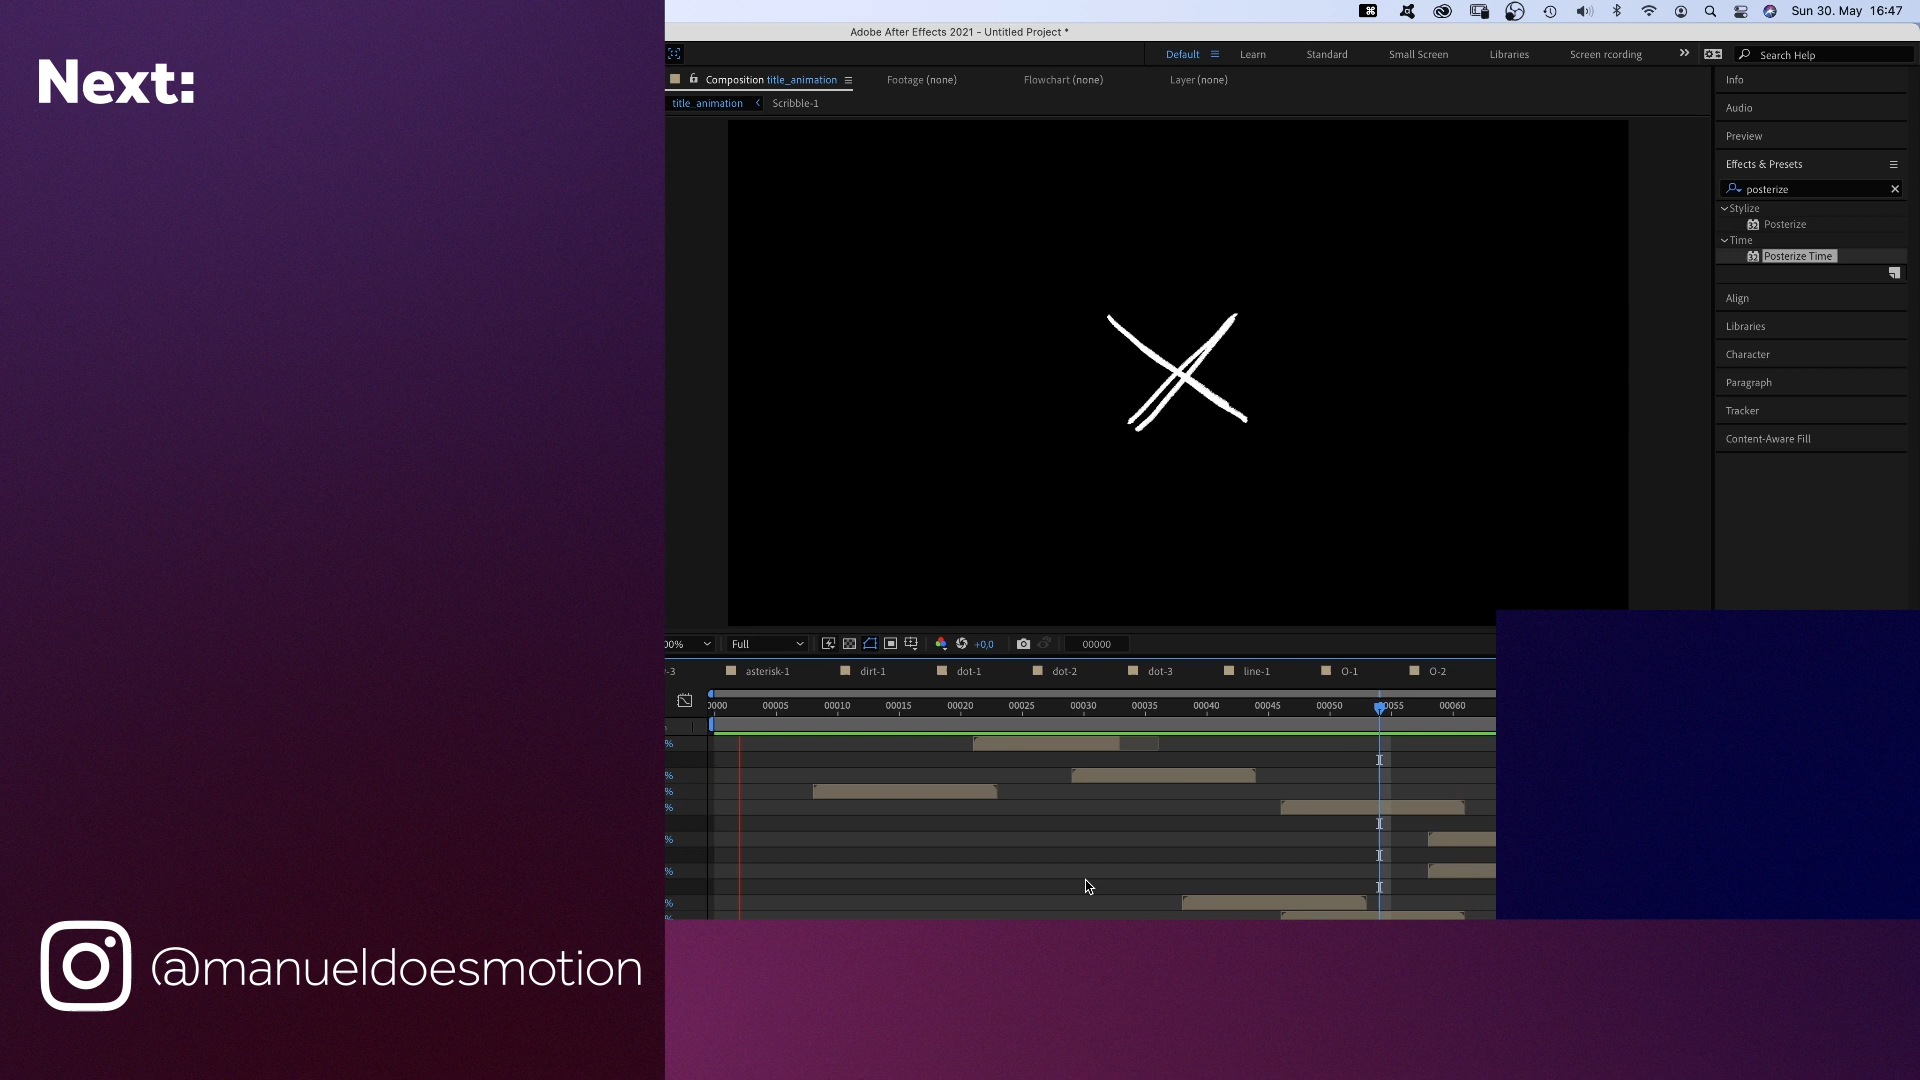 Next:
@manueldoesmotion
Sun 30. May 16:47
Adobe After Effects 2021 - Untitled Project *
Default Learn Standard Small Screen Libraries Screen rcording
Search Help
Composition title_animation
Footage (none)
Flowchart (none)
Layer (none)
title_animation
Scribble-1
Info
Audio
Preview
Effects & Presets
posterize
Stylize
32 Posterize
Time
32 Posterize Time
Align
Libraries
Character
Paragraph
Tracker
Content-Aware Fill
Full
+0,0
00000
asterisk-1 dirt-1 dot-1 dot-2 dot-3 line-1 O-1 O-2
00005 00010 00015 00020 00025 00030 00035 00040 00045 00050 00060
%
%
%
%
%
%
%